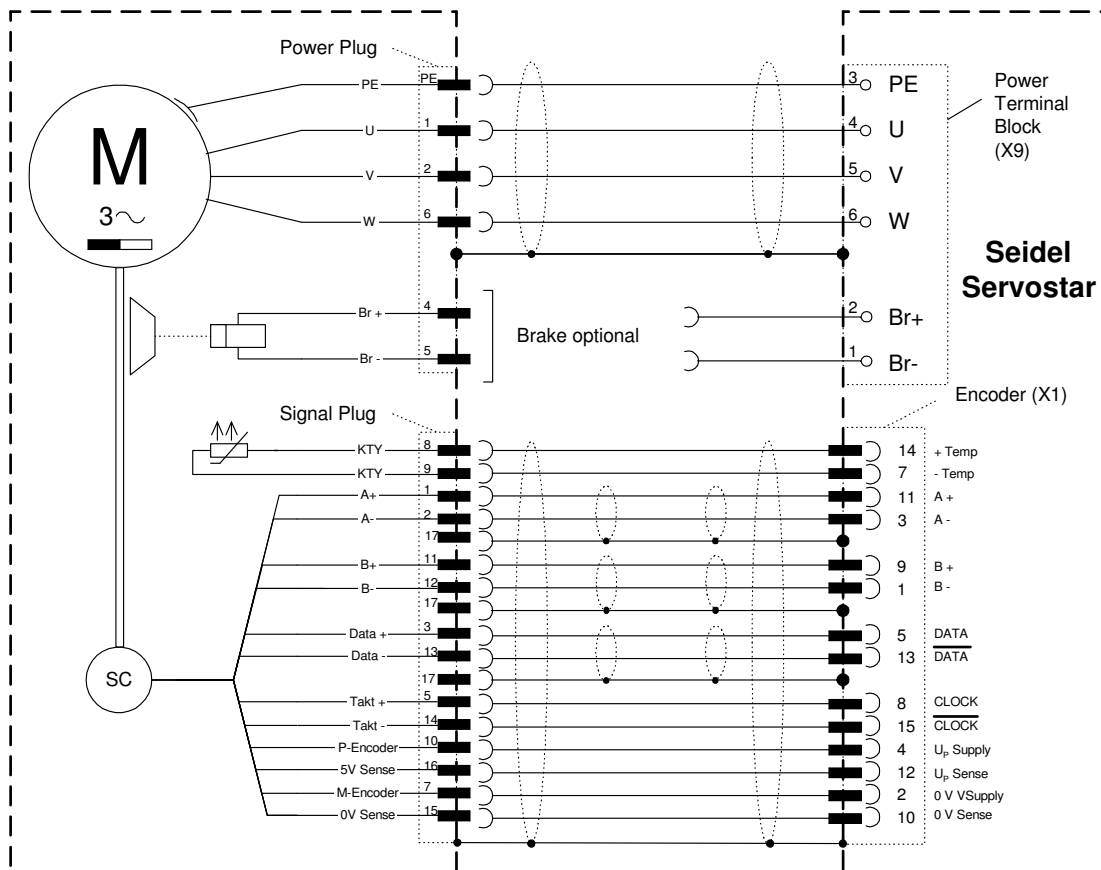 Power Plug
PE PE 3 PE
Power
Terminal
Block
(X9)
U 1 4 U
M
3~
V 2 5 V
W 6 6 W
Seidel
Servostar
Br + 4 2 Br+
Brake optional
Br - 5 1 Br-
Encoder (X1)
Signal Plug
KTY 8 14 + Temp
KTY 9 7 - Temp
A+ 1 11 A +
A- 2 3 A -
17
B+ 11 9 B +
B- 12 1 B -
17
Data + 3 5 DATA
Data - 13 13 DATA
17
SC
Takt + 5 8 CLOCK
Takt - 14 15 CLOCK
P-Encoder 10 4 UP Supply
5V Sense 16 12 UP Sense
M-Encoder 7 2 0 V VSupply
0V Sense 15 10 0 V Sense